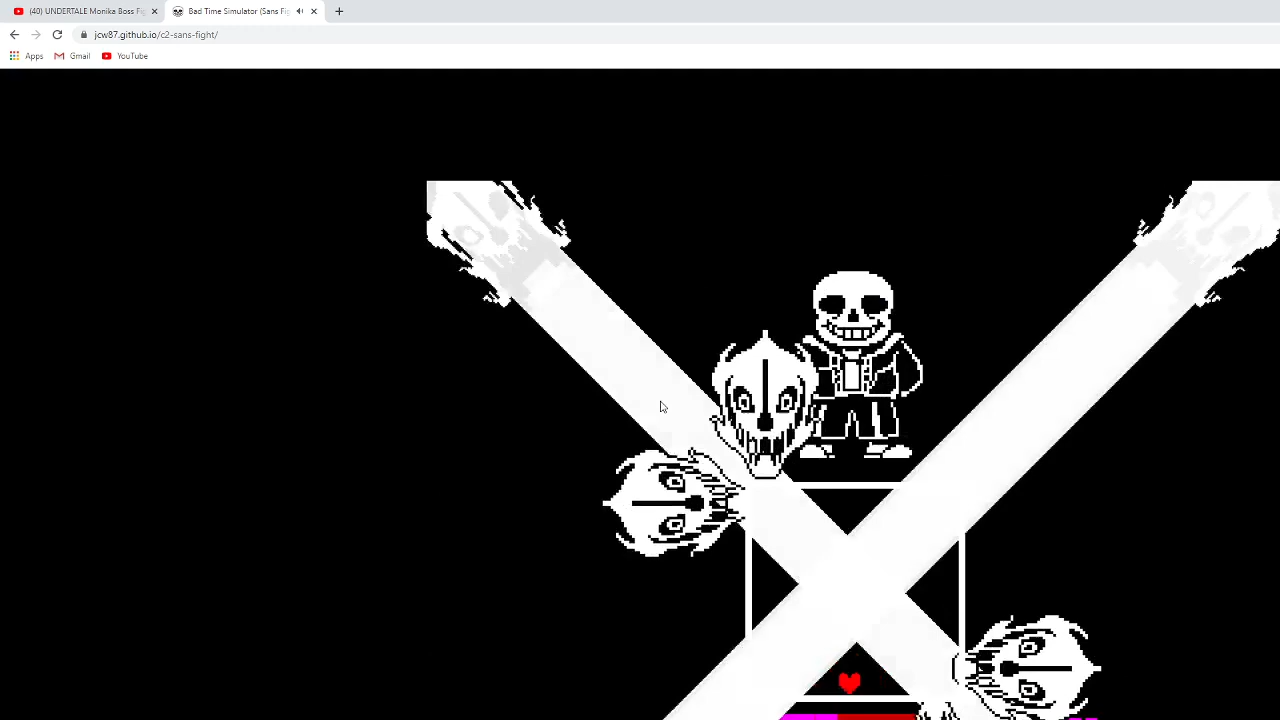 (40) UNDERTALE Monika Boss Fi
Bad Time Simulator (Sans Fi
jcw87.github.io/c2-sans-fight/
Apps Gmail YouTube